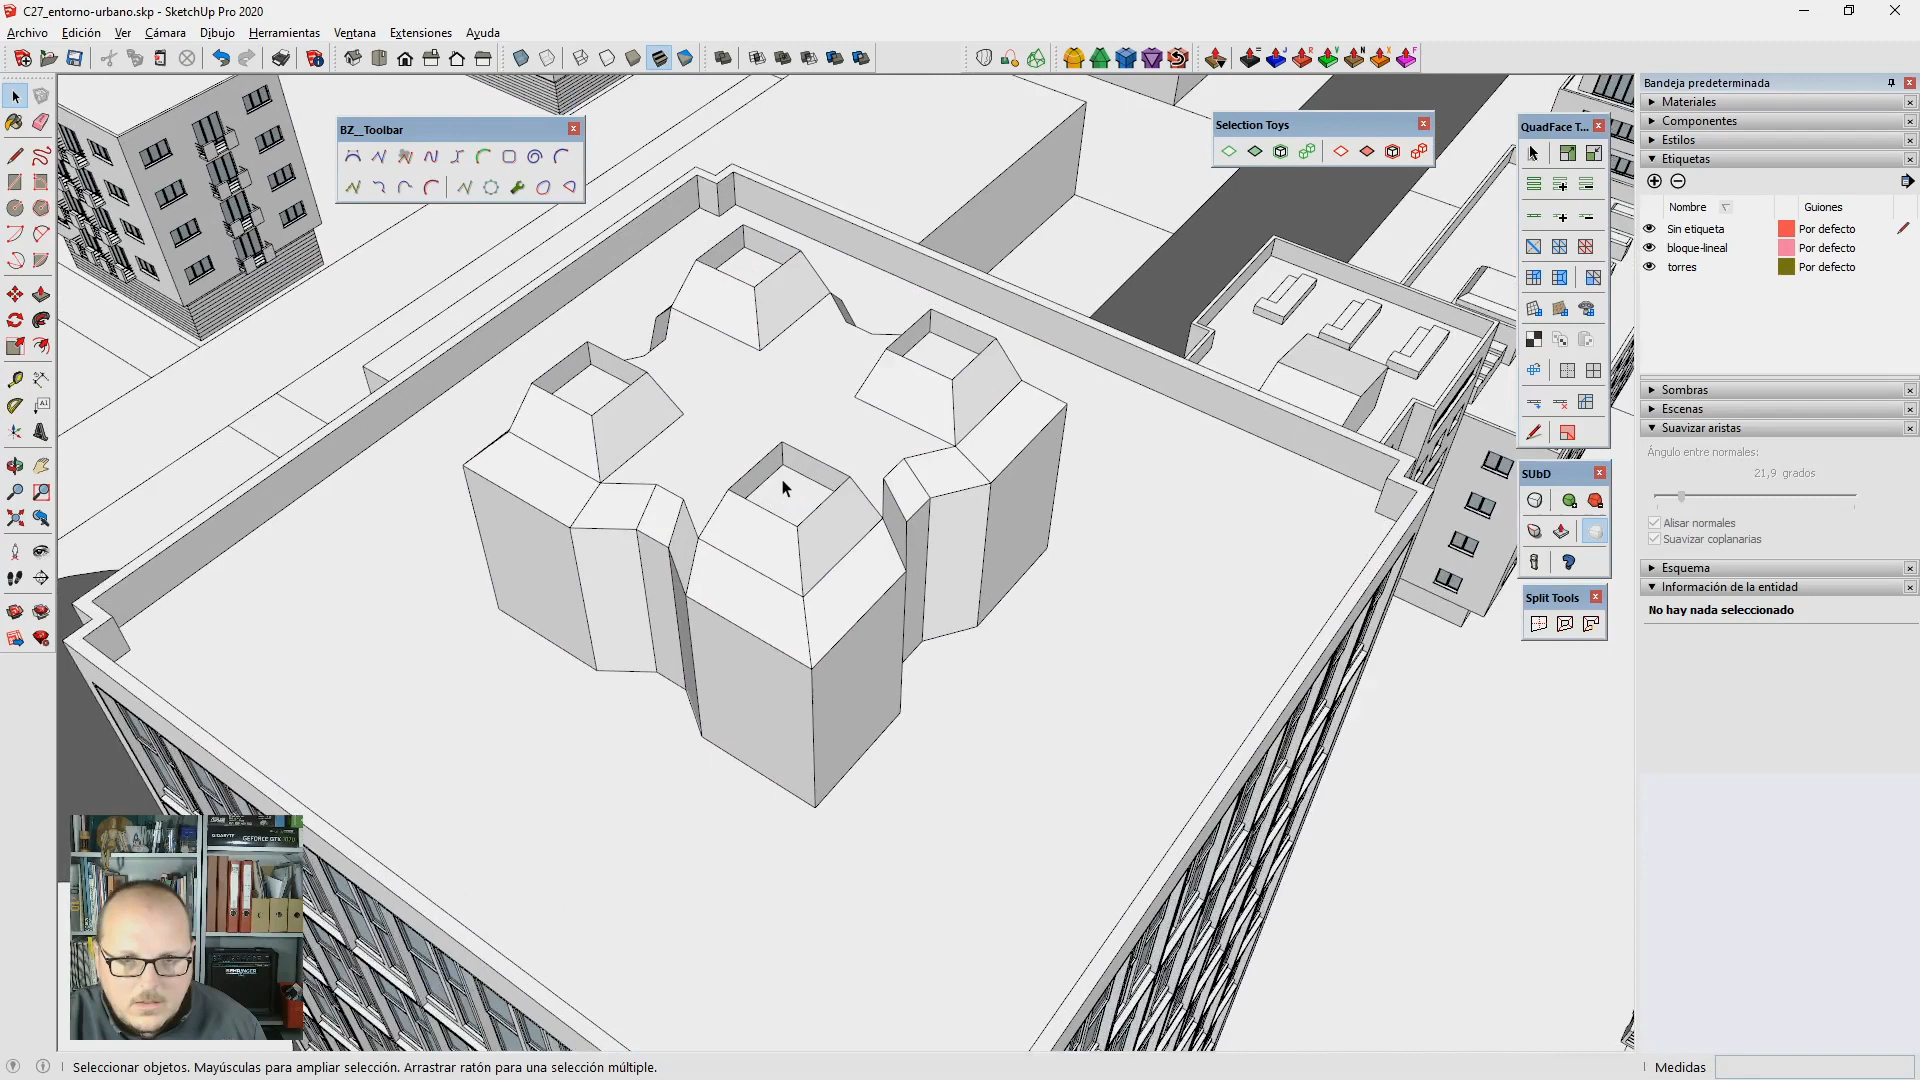 C27_entorno-urbano.skp - SketchUp Pro 2020
Archivo Edición Ver Cámara Dibujo Herramientas Ventana Extensiones Ayuda
Bandeja predeterminada
Materiales
Componentes
Estilos
Etiquetas
Nombre Guiones
Sin etiqueta Por defecto
bloque-lineal Por defecto
torres Por defecto
Sombras
Escenas
Suavizar aristas
Ángulo entre normales:
21,9 grados
Alisar normales
Suavizar coplanarias
Esquema
Información de la entidad
No hay nada seleccionado
BZ__Toolbar
Selection Toys
QuadFace T...
SUbD
Split Tools
GIGABYTE
GEFORCE GTX
Seleccionar objetos. Mayúsculas para ampliar selección. Arrastrar ratón para una selección múltiple.
Medidas